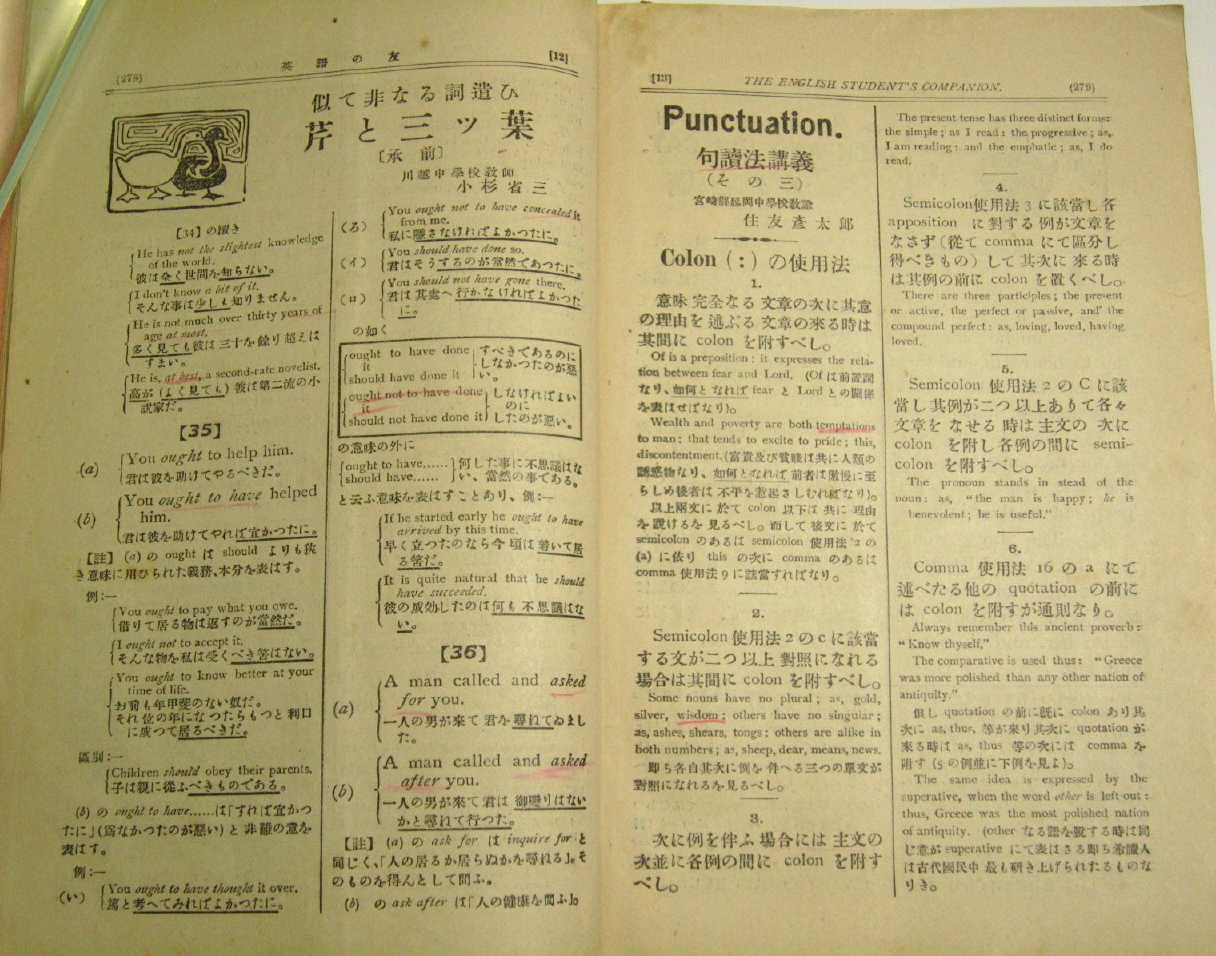 (278)
英語の友
[12]
似て非なる詞遣ひ
芹と三ッ葉
〔承前〕
川越中學校教師
小杉省三
【34】の續き
He has not the slightest knowledge
of the world.
彼は全く世間を知らない。
I don't know a bit of it.
そんな事は少しも知りません。
He is not much over thirty years of
age at most.
多く見ても彼は三十を餘り超えは
すまい。
He is, at best, a second-rate novelist.
高が (よく見ても) 彼は第二流の小
説家だ。
[35]
(a)
You ought to help him.
君は彼を助けてやるべきだ。
(b)
You ought to have helped
him.
君は彼を助けてやれば宜かつたに。
【註】 (a) の ought は should よりも狹
き意味に用ひられた義務、本分を表はす。
例:—
You ought to pay what you owe.
借りて居る物は返すのが當然だ。
I ought not to accept it.
そんな物を私は受くべき筈はない。
You ought to know better at your
time of life.
お前も年甲斐のない奴だ。
それ位の年になつたらもつと利口
に成つて居るべきだ。
區別:—
Children should obey their parents.
子は親に從ふべきものである。
(b) の ought to have......は「すれば宜かつ
たに」(爲なかつたのが惡い) と非難の意を
表はす。
例:—
(い)
You ought to have thought it over.
篤と考へてみればよかつたに。
(ろ)
You ought not to have concealed it
from me.
私に隱さなければよかつたに。
(イ)
You should have done so.
君はそうするのが當然であつたに。
(ロ)
You should not have gone there.
君は其處へ行かなければよかつた
に。
の如く
ought to have done
it
should have done it
すべきであるのに
しなかつたのが惡
い。
ought not to have done
it
should not have done it
しなければよい
のに
したのが惡い。
の意味の外に
ought to have......
should have......
何した事に不思議はな
い、當然の事である。
と云ふ意味を表はすことあり、例:—
If he started early he ought to have
arrived by this time.
早く立つたのなら今頃は着いて居
る筈だ。
It is quite natural that he should
have succeeded.
彼の成効したのは何も不思議はな
い。
[36]
(a)
A man called and asked
for you.
一人の男が來て君を尋れてゐまし
た。
(b)
A man called and asked
after you.
一人の男が來て君は御變りはない
かと尋れて行つた。
【註】 (a) の ask for は inquire for と
同じく、「人の居るか居らぬかを尋れる」。そ
のものを得んとして問ふ。
(b) の ask after は「人の健康を問ふ」。
[13]
THE ENGLISH STUDENT'S COMPANION.
(279)
Punctuation.
句讀法講義
(その三)
宮崎縣延岡中學校教諭
住友彥太郎
Colon (:) の使用法
1.
意味完全なる文章の次に其意
の理由を述ぶる文章の來る時は
其間に colon を附すべし。
Of is a preposition : it expresses the rela-
tion between fear and Lord. (Of は前置詞
なり、如何となれば fear と Lord との關係
を表はせばなり)。
Wealth and poverty are both temptations
to man : that tends to excite to pride ; this,
discontentment. (富貴及び貧賤は共に人類の
誘惑物なり、如何となれば前者は傲慢に至
らしめ後者は不平を惹起さしむればなり)。
以上兩文に於て colon 以下は共に理由
を說けるを見るべし。而して後文に於て
semicolon のあるは semicolon 使用法 2 の
(a) に依り this の次に comma のあるは
comma 使用法 9 に該當すればなり。
2.
Semicolon 使用法 2 の c に該當
する文が二つ以上對照になれる
場合は其間に colon を附すべし。
Some nouns have no plural ; as, gold,
silver, wisdom : others have no singular ;
as, ashes, shears, tongs : others are alike in
both numbers ; as, sheep, dear, means, news.
即ち各自其次に例を件へる三つの單文が
對照になれるを見るべし。
3.
次に例を伴ふ場合には主文の
次並に各例の間に colon を附す
べし。
The present tense has three distinct forms:
the simple ; as I read : the progressive ; as,
I am reading : and the emphatic ; as, I do
read.
4.
Semicolon使用法 3 に該當し各
apposition に對する例が文章を
なさず (從て comma にて區分し
得べきもの) して其次に來る時
は其例の前に colon を置くべし。
There are three participles ; the present
or active, the perfect or passive, and the
compound perfect : as, loving, loved, having
loved.
5.
Semicolon 使用法 2 の C に該
當し其例が二つ以上ありて各々
文章をなせる時は主文の次に
colon を附し各例の間に semi-
colon を附すべし。
The pronoun stands in stead of the
noun : as, "the man is happy ; he is
benevolent ; he is useful."
6.
Comma 使用法 16 の a にて
述べたる他の quotation の前に
は colon を附すが通則なり。
Always remember this ancient proverb :
"Know thyself,"
The comparative is used thus : "Greece
was more polished than any other nation of
antiquity."
但し quotation の前に既に colon あり其
次に as, thus, 等が來り其次に quotation が
來る時は as, thus 等の次には comma を
附す (5 の例並に下例を見よ)。
The same idea is expressed by the
superative, when the word other is left out :
thus, Greece was the most polished nation
of antiquity. (other なる語を脫する時は同
じ意が superative にて表はさる即ち希臘人
は古代國民中最も研き上げられたるものな
りき。